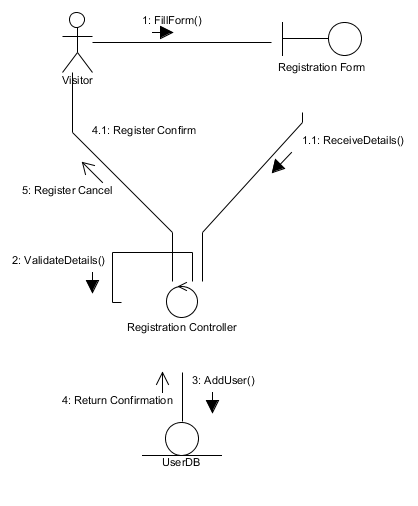 1: FillForm()
Visitor
Registration Form
4.1: Register Confirm
1.1: ReceiveDetails()
5: Register Cancel
2: ValidateDetails()
Registration Controller
3: AddUser()
4: Return Confirmation
UserDB